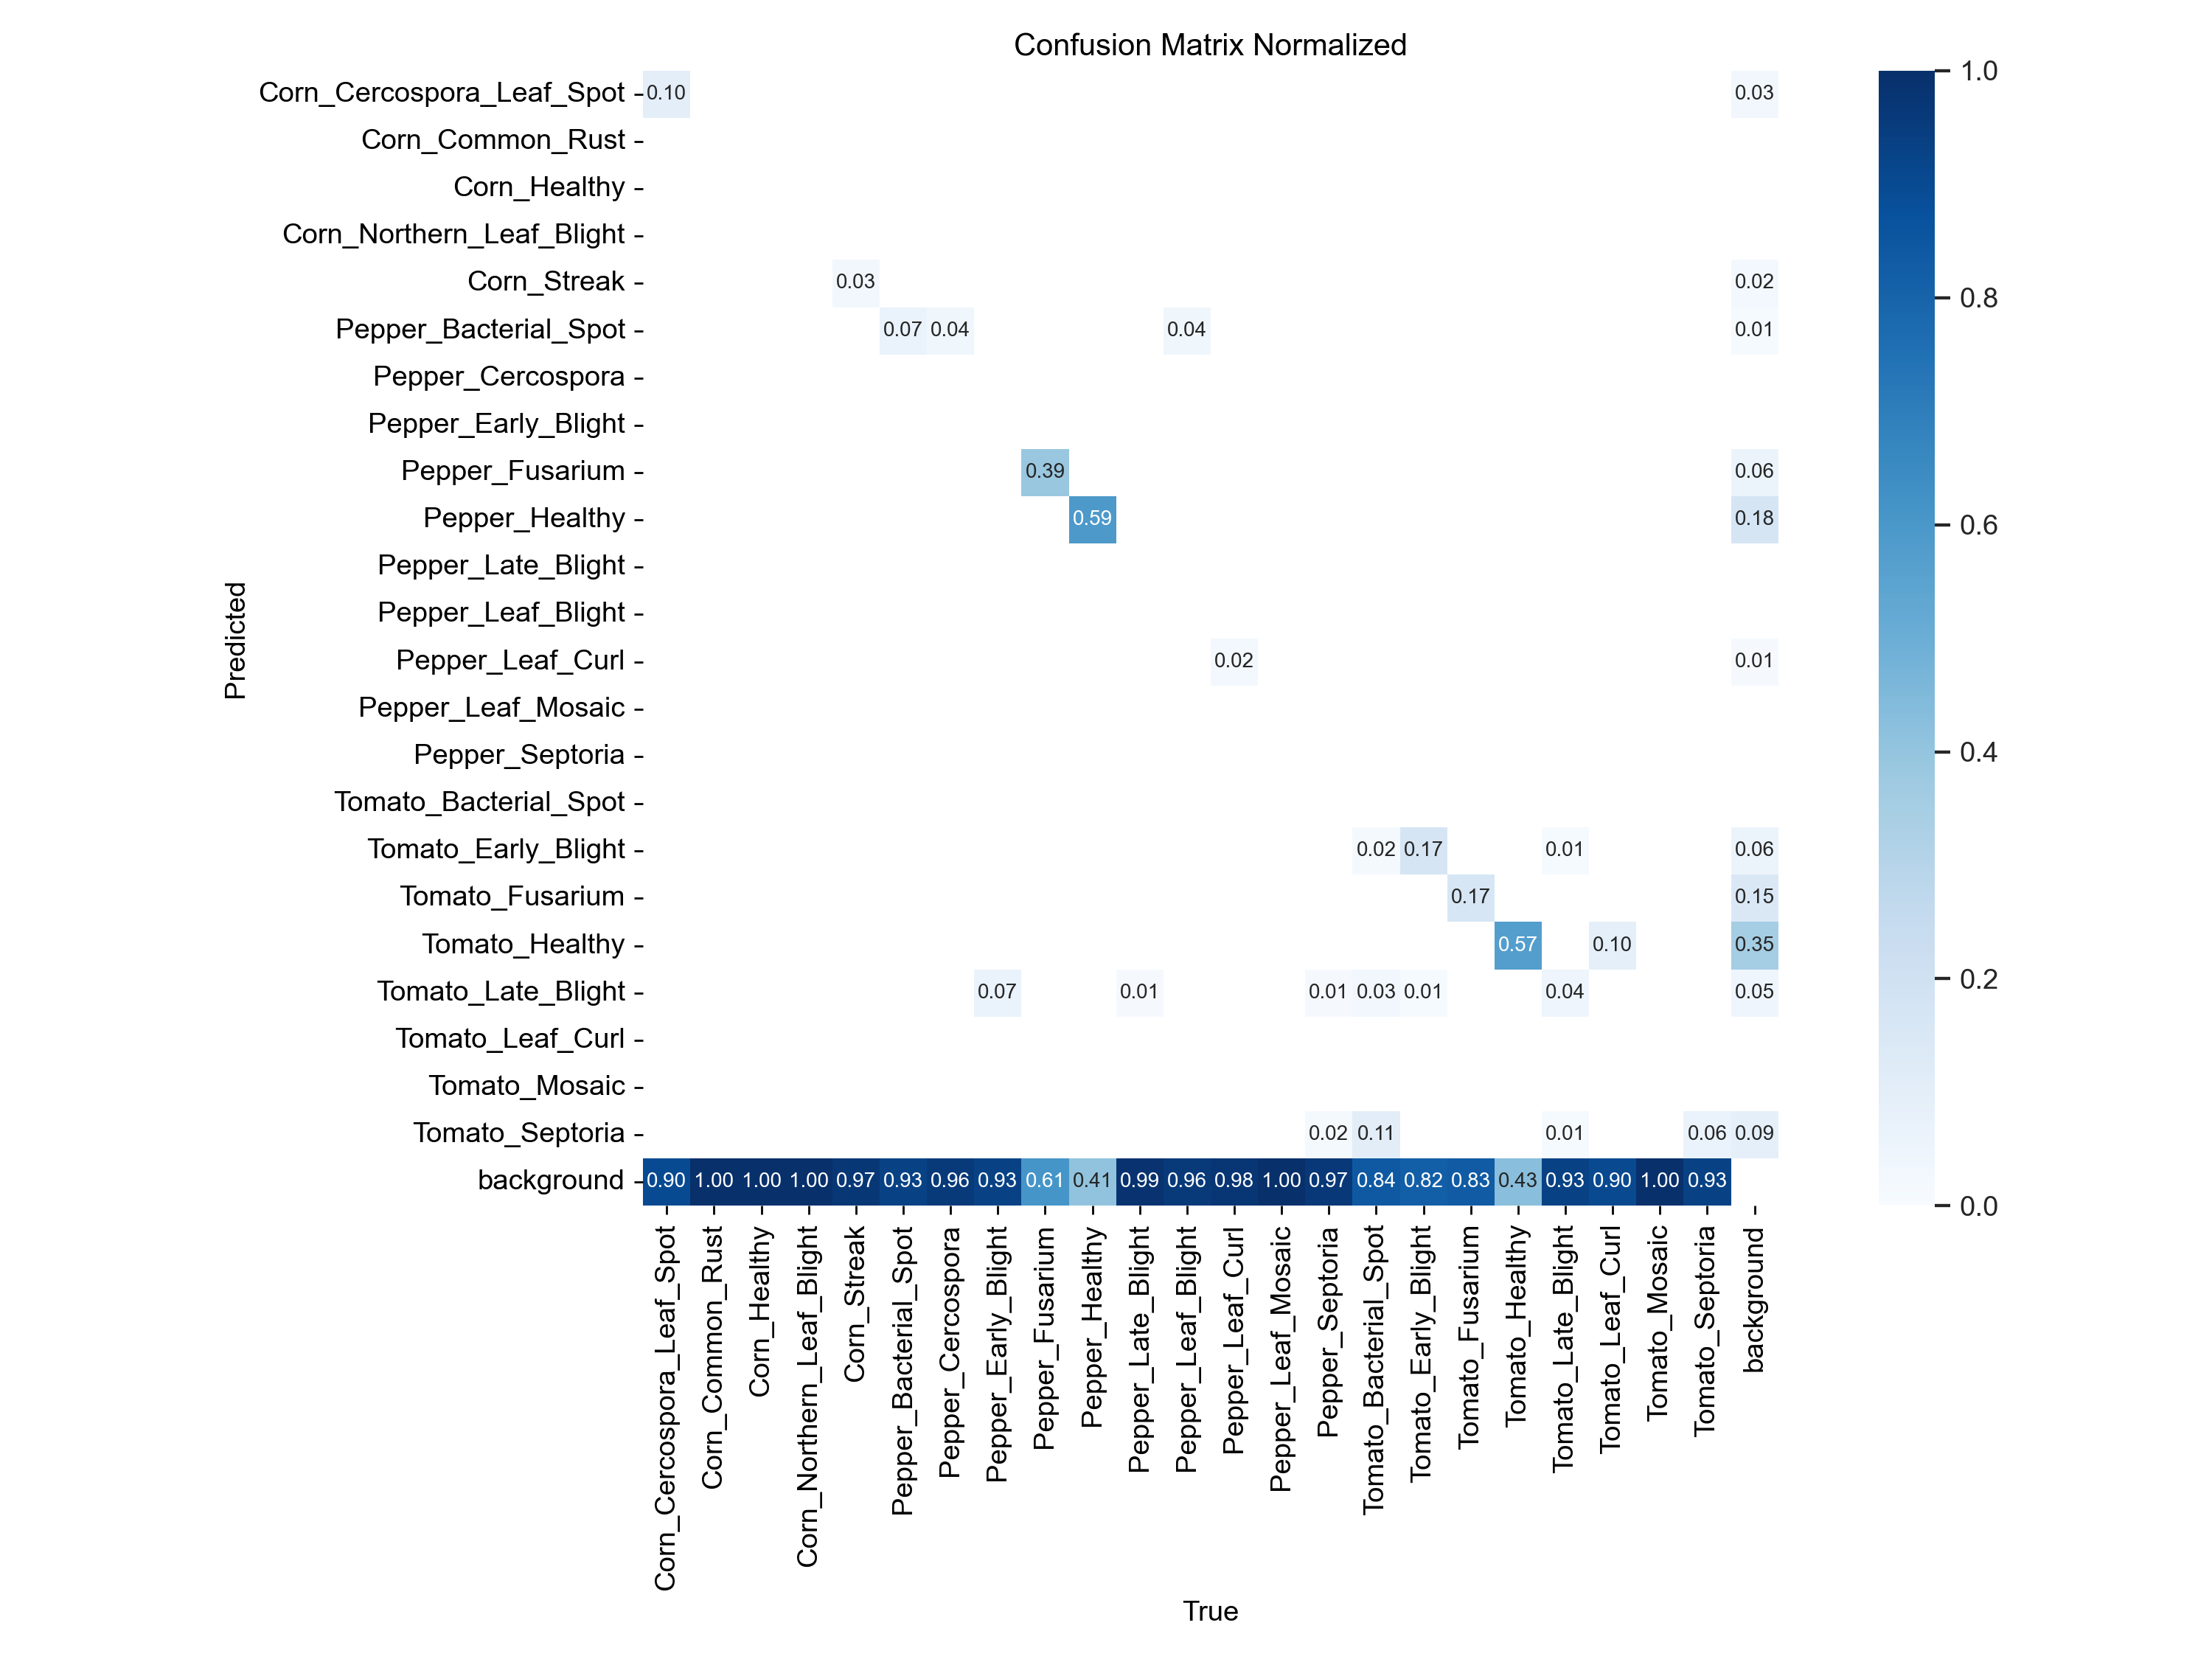 Confusion Matrix Normalized
Corn_Cercospora_Leaf_Spot 0.10 0.03 1.0
Corn_Common_Rust
Corn_Healthy
Corn_Northern_Leaf_Blight
Corn_Streak 0.03 0.02 0.8
Pepper_Bacterial_Spot 0.07 0.04 0.04 0.01
Pepper_Cercospora
Pepper_Early_Blight
Pepper_Fusarium 0.39 0.06
Pepper_Healthy 0.59 0.18 0.6
Pepper_Late_Blight
Pepper_Leaf_Blight
Predicted
Pepper_Leaf_Curl 0.02 0.01
Pepper_Leaf_Mosaic
Pepper_Septoria 0.4
Tomato_Bacterial_Spot
Tomato_Early_Blight 0.02 0.17 0.01 0.06
Tomato_Fusarium 0.17 0.15
Tomato_Healthy 0.57 0.10 0.35
Tomato_Late_Blight 0.07 0.01 0.01 0.03 0.01 0.04 0.05 0.2
Tomato_Leaf_Curl
Tomato_Mosaic
Tomato_Septoria 0.02 0.11 0.01 0.06 0.09
background 0.90 1.00 1.00 1.00 0.97 0.93 0.96 0.93 0.61 0.41 0.99 0.96 0.98 1.00 0.97 0.84 0.82 0.83 0.43 0.93 0.90 1.00 0.93 0.0
Corn_Cercospora_Leaf_Spot
Corn_Common_Rust
Corn_Healthy
Corn_Northern_Leaf_Blight
Corn_Streak
Pepper_Bacterial_Spot
Pepper_Cercospora
Pepper_Early_Blight
Pepper_Fusarium
Pepper_Healthy
Pepper_Late_Blight
Pepper_Leaf_Blight
Pepper_Leaf_Curl
Pepper_Leaf_Mosaic
Pepper_Septoria
Tomato_Bacterial_Spot
Tomato_Early_Blight
Tomato_Fusarium
Tomato_Healthy
Tomato_Late_Blight
Tomato_Leaf_Curl
Tomato_Mosaic
Tomato_Septoria
background
True